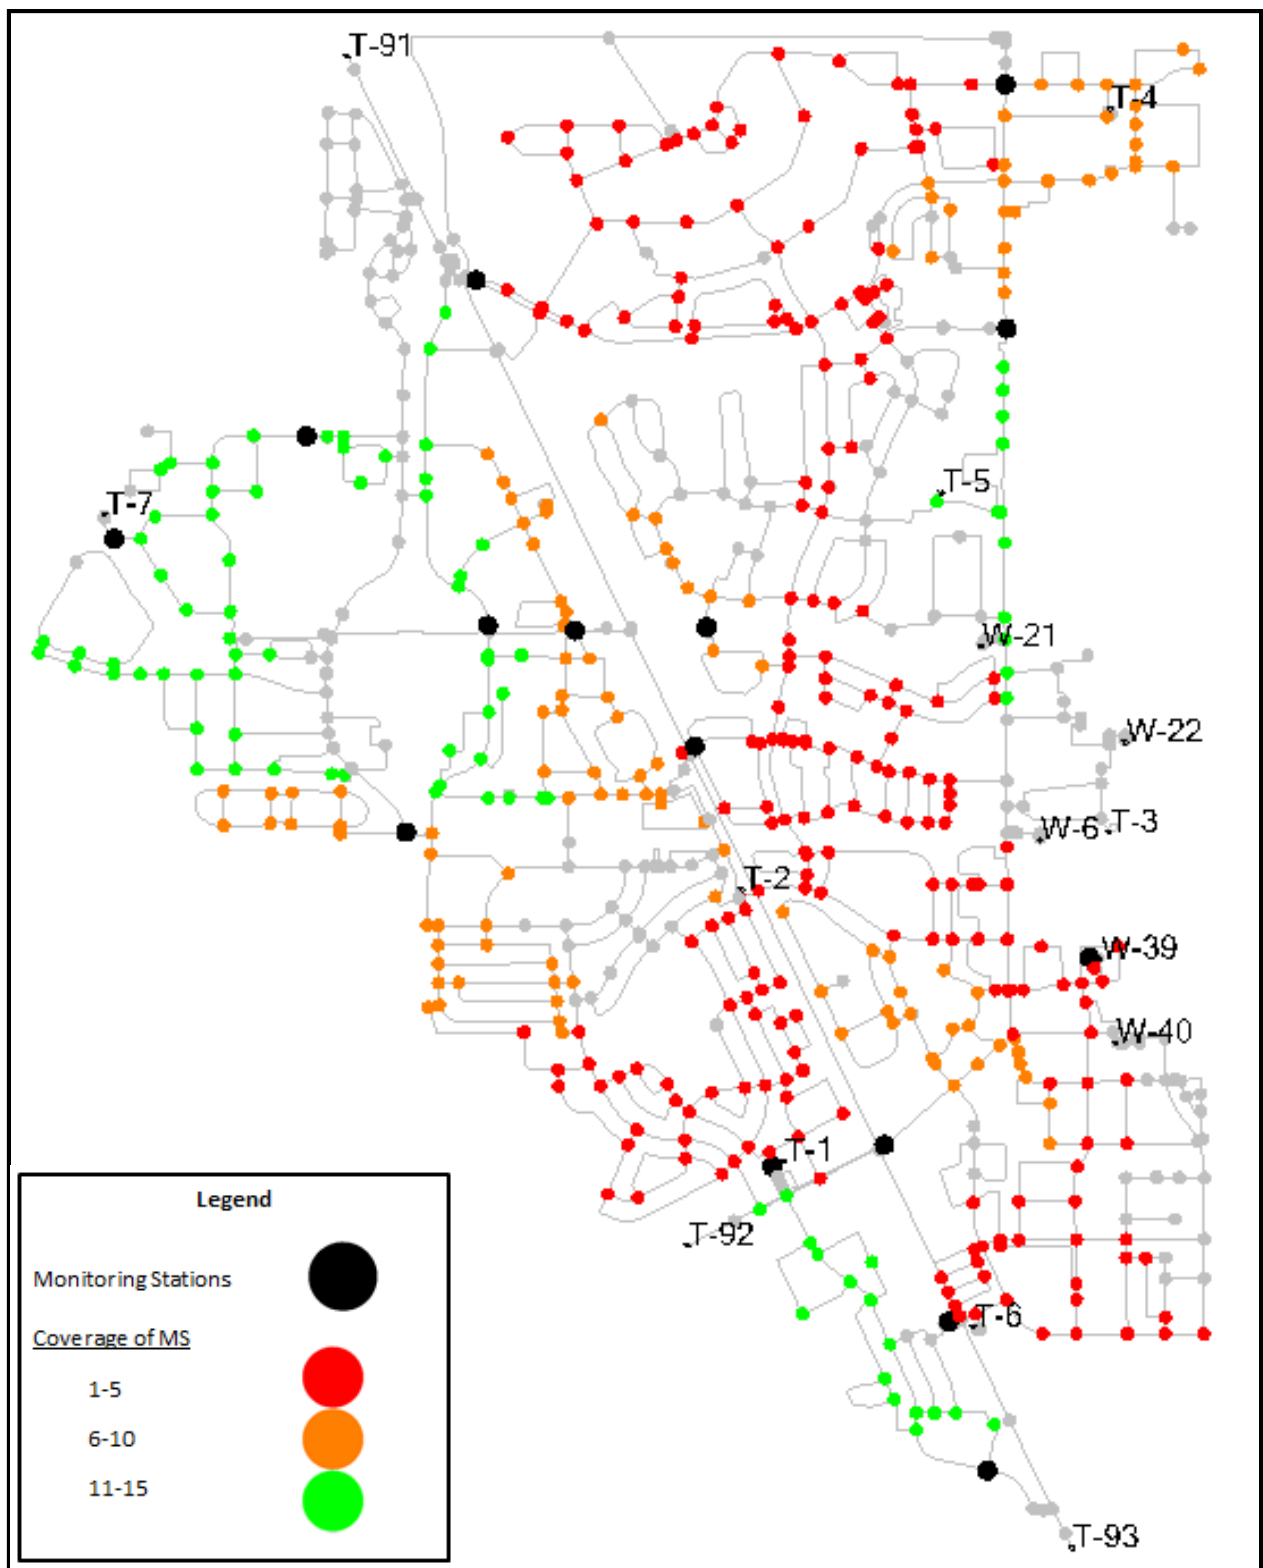 T-91
T-4
T-5
T-7
W-21
W-22
W-6
T-3
T-2
W-39
W-40
T-1
T-92
T-6
T-93
Legend
Monitoring Stations
Coverage of MS
1-5
6-10
11-15